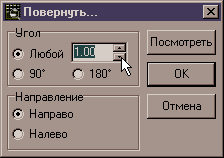 Повернуть...
Угол
Любой 1.00
90° 180°
Направление
Направо
Налево
Посмотреть
OK
Отмена